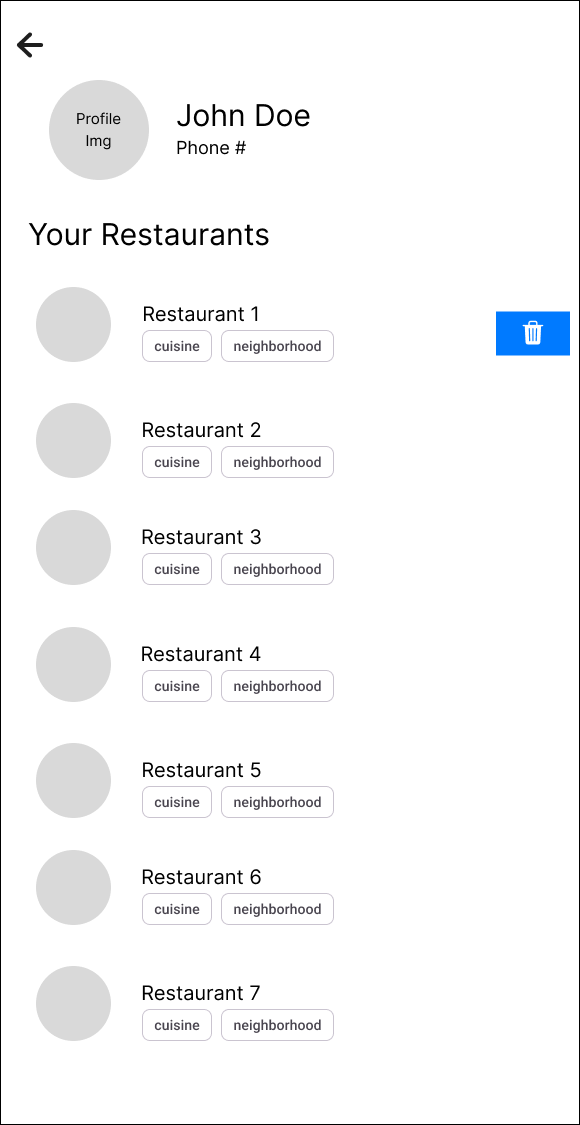 Profile
Img
John Doe
Phone #
Your Restaurants
Restaurant 1
cuisine neighborhood
Restaurant 2
cuisine neighborhood
Restaurant 3
cuisine neighborhood
Restaurant 4
cuisine neighborhood
Restaurant 5
cuisine neighborhood
Restaurant 6
cuisine neighborhood
Restaurant 7
cuisine neighborhood